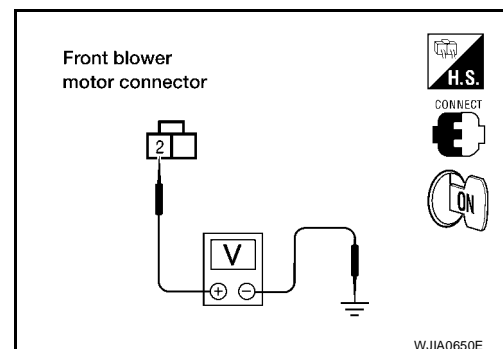 Front blower
motor connector
H.S.
CONNECT
2
ON
V
+ −
WJIA0650E